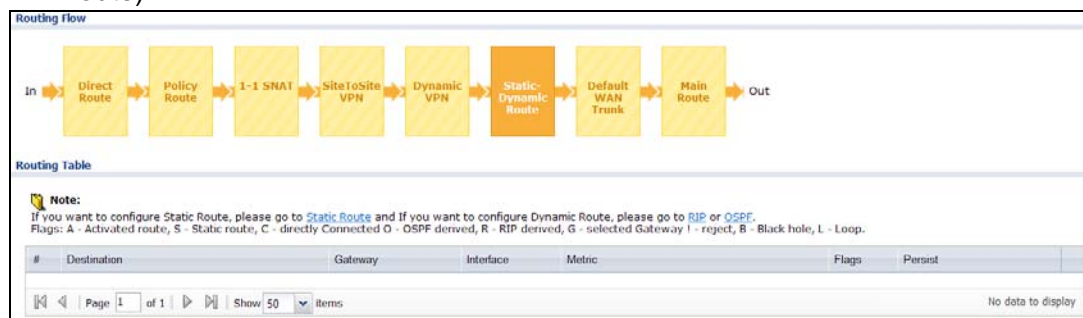 Routing Flow
In
Direct Route
Policy Route
1-1 SNAT
SiteToSite VPN
Dynamic VPN
Static-Dynamic Route
Default WAN Trunk
Main Route
Out
Routing Table
Note:
If you want to configure Static Route, please go to Static Route and If you want to configure Dynamic Route, please go to RIP or OSPF.
Flags: A - Activated route, S - Static route, C - directly Connected O - OSPF derived, R - RIP derived, G - selected Gateway ! - reject, B - Black hole, L - Loop.
# Destination Gateway Interface Metric Flags Persist
Page 1 of 1 Show 50 items No data to display